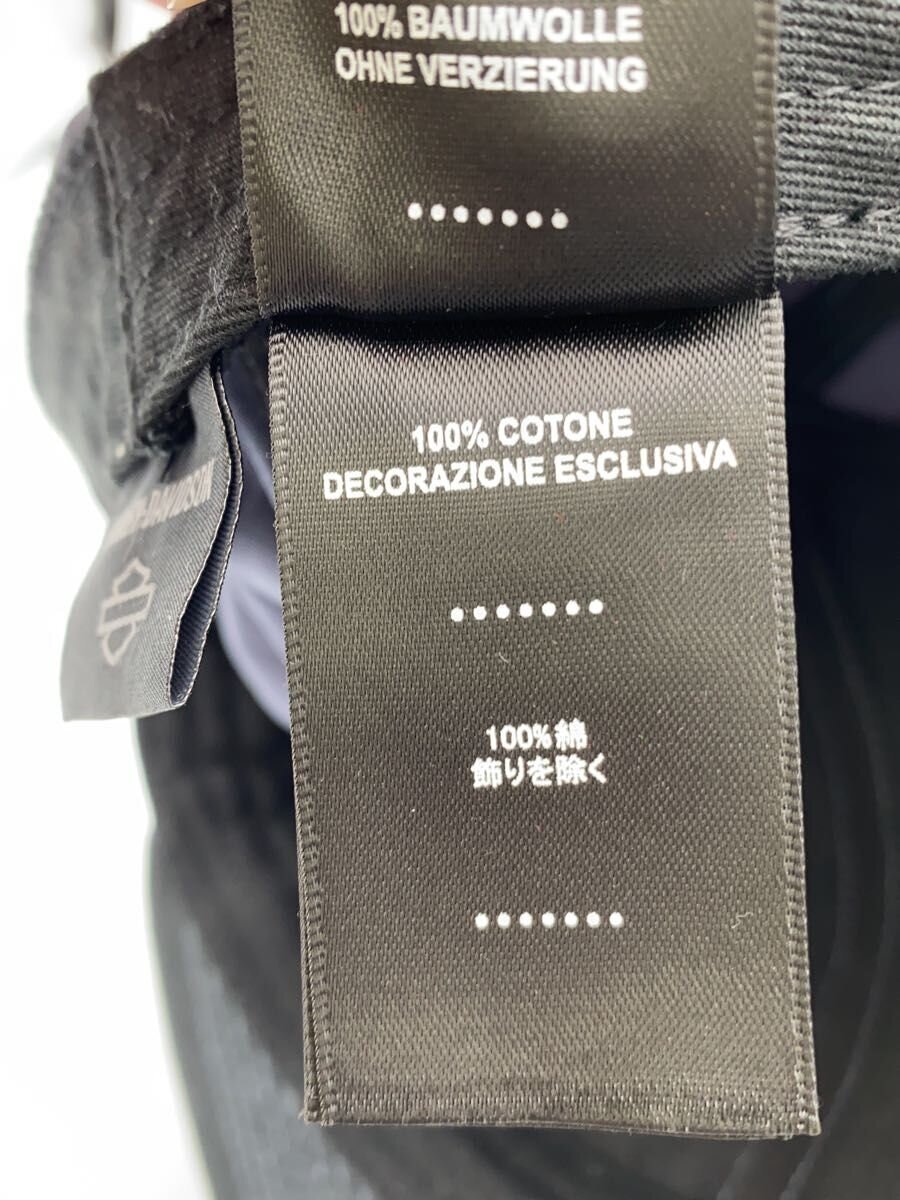 100% BAUMWOLLE
OHNE VERZIERUNG
100% COTONE
DECORAZIONE ESCLUSIVA
100%綿
飾りを除く